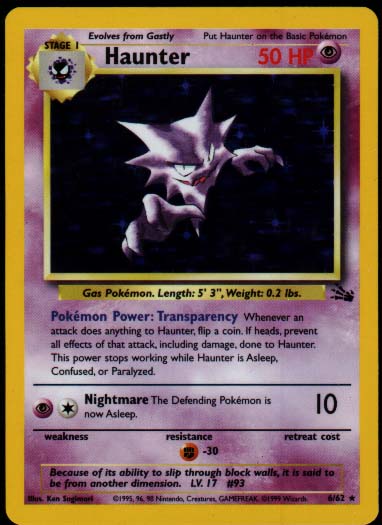 STAGE 1
Evolves from Gastly
Put Haunter on the Basic Pokémon
Haunter
50 HP
Gas Pokémon. Length: 5' 3", Weight: 0.2 lbs.
Pokémon Power: Transparency Whenever an
attack does anything to Haunter, flip a coin. If heads, prevent
all effects of that attack, including damage, done to Haunter.
This power stops working while Haunter is Asleep,
Confused, or Paralyzed.
Nightmare The Defending Pokémon is
now Asleep.
10
weakness
resistance
retreat cost
-30
Because of its ability to slip through block walls, it is said to
be from another dimension. LV. 17 #93
Illus. Ken Sugimori
©1995, 96, 98 Nintendo, Creatures, GAMEFREAK. ©1999 Wizards.
6/62